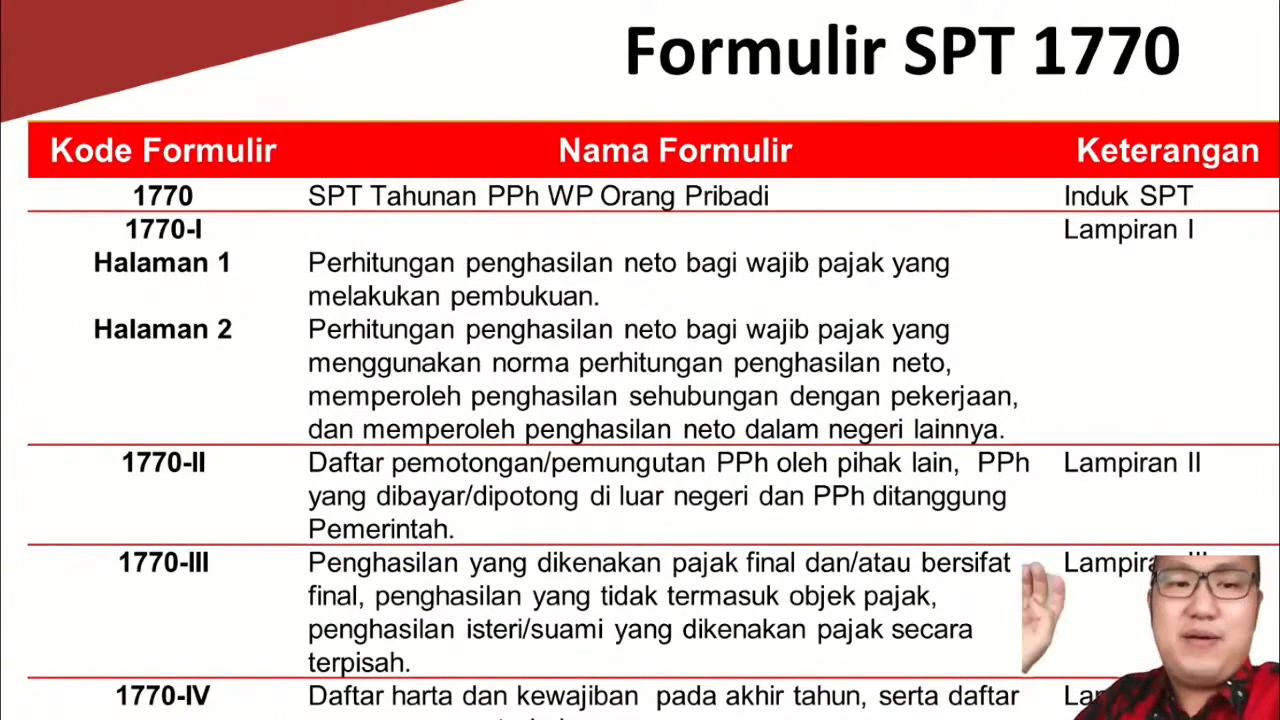 Formulir SPT 1770
Kode Formulir Nama Formulir Keterangan
1770 SPT Tahunan PPh WP Orang Pribadi Induk SPT
1770-I Lampiran I
Halaman 1 Perhitungan penghasilan neto bagi wajib pajak yang
melakukan pembukuan.
Halaman 2 Perhitungan penghasilan neto bagi wajib pajak yang
menggunakan norma perhitungan penghasilan neto,
memperoleh penghasilan sehubungan dengan pekerjaan,
dan memperoleh penghasilan neto dalam negeri lainnya.
1770-II Daftar pemotongan/pemungutan PPh oleh pihak lain, PPh Lampiran II
yang dibayar/dipotong di luar negeri dan PPh ditanggung
Pemerintah.
1770-III Penghasilan yang dikenakan pajak final dan/atau bersifat
final, penghasilan yang tidak termasuk objek pajak,
penghasilan isteri/suami yang dikenakan pajak secara
terpisah.
1770-IV Daftar harta dan kewajiban pada akhir tahun, serta daftar